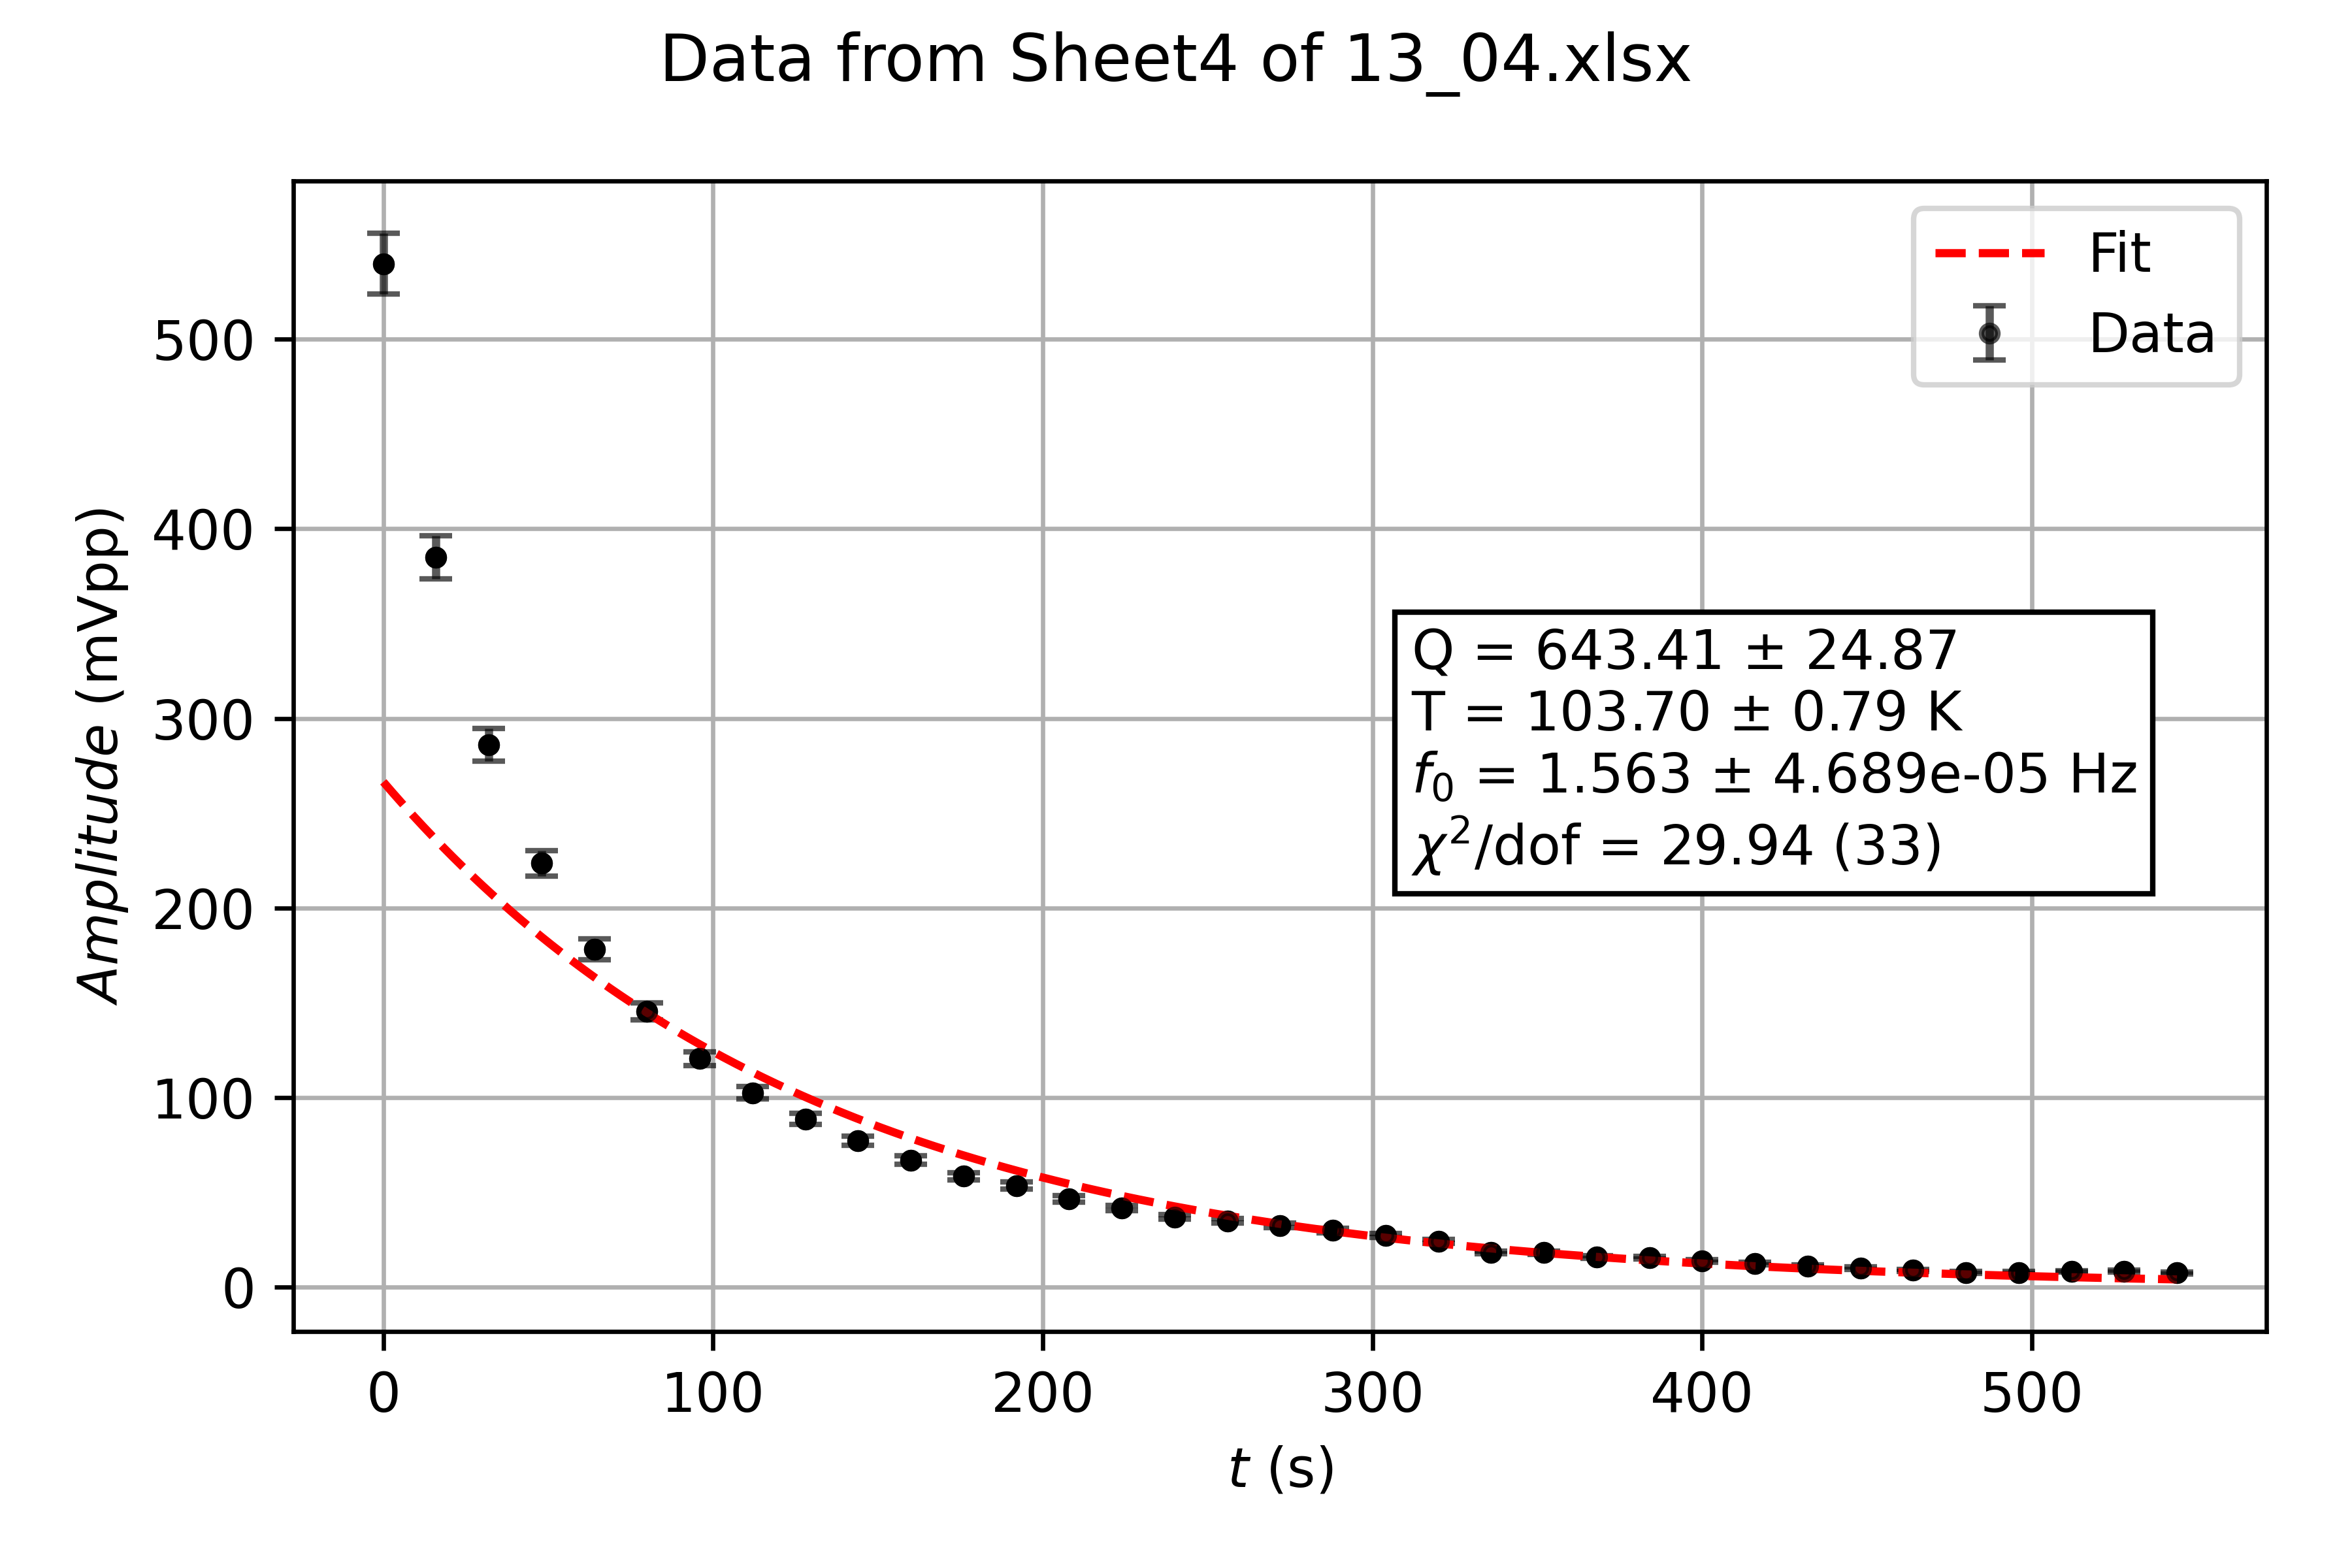 Data from Sheet4 of 13_04.xlsx
Fit
Data
Q = 643.41 ± 24.87
T = 103.70 ± 0.79 K
f₀ = 1.563 ± 4.689e-05 Hz
χ²/dof = 29.94 (33)
Amplitude (mVpp)
500
400
300
200
100
0
0 100 200 300 400 500
t (s)